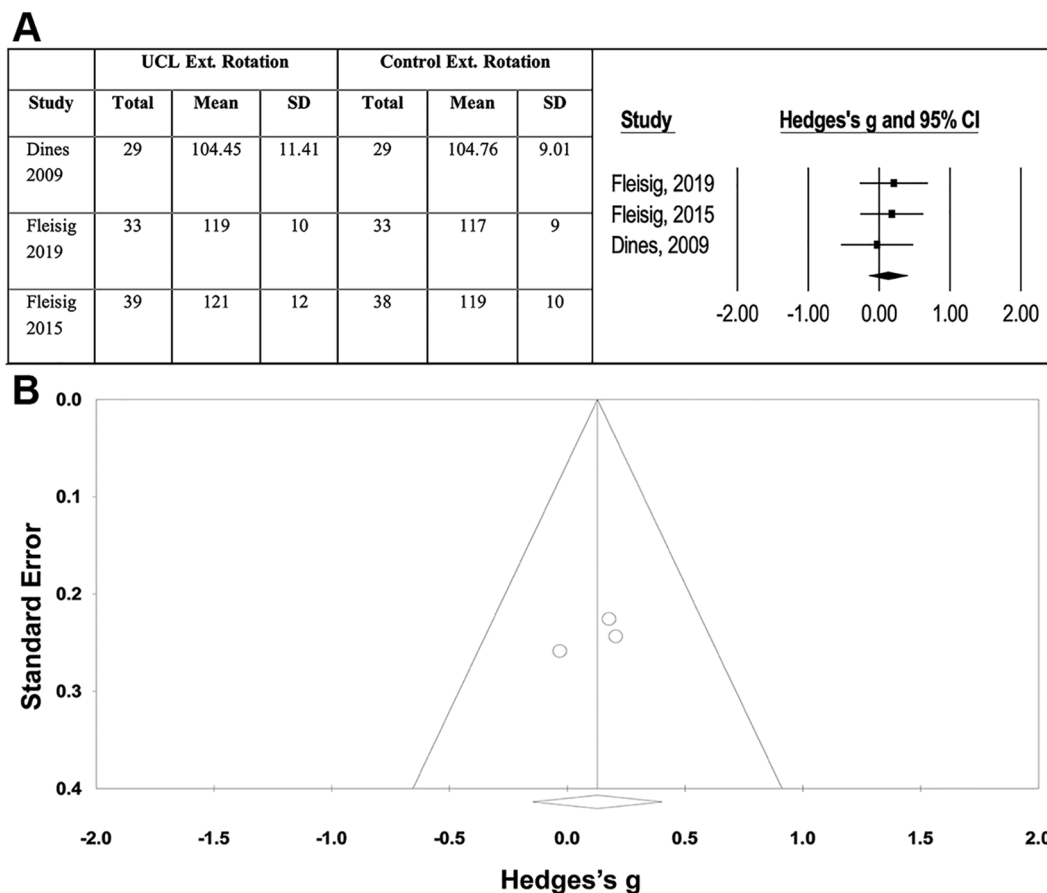 A
UCL Ext. Rotation Control Ext. Rotation
Study Total Mean SD Total Mean SD
Dines 2009 29 104.45 11.41 29 104.76 9.01
Fleisig 2019 33 119 10 33 117 9
Fleisig 2015 39 121 12 38 119 10
Study Hedges's g and 95% CI
Fleisig, 2019
Fleisig, 2015
Dines, 2009
-2.00 -1.00 0.00 1.00 2.00
B
Standard Error
0.0
0.1
0.2
0.3
0.4
-2.0 -1.5 -1.0 -0.5 0.0 0.5 1.0 1.5 2.0
Hedges's g